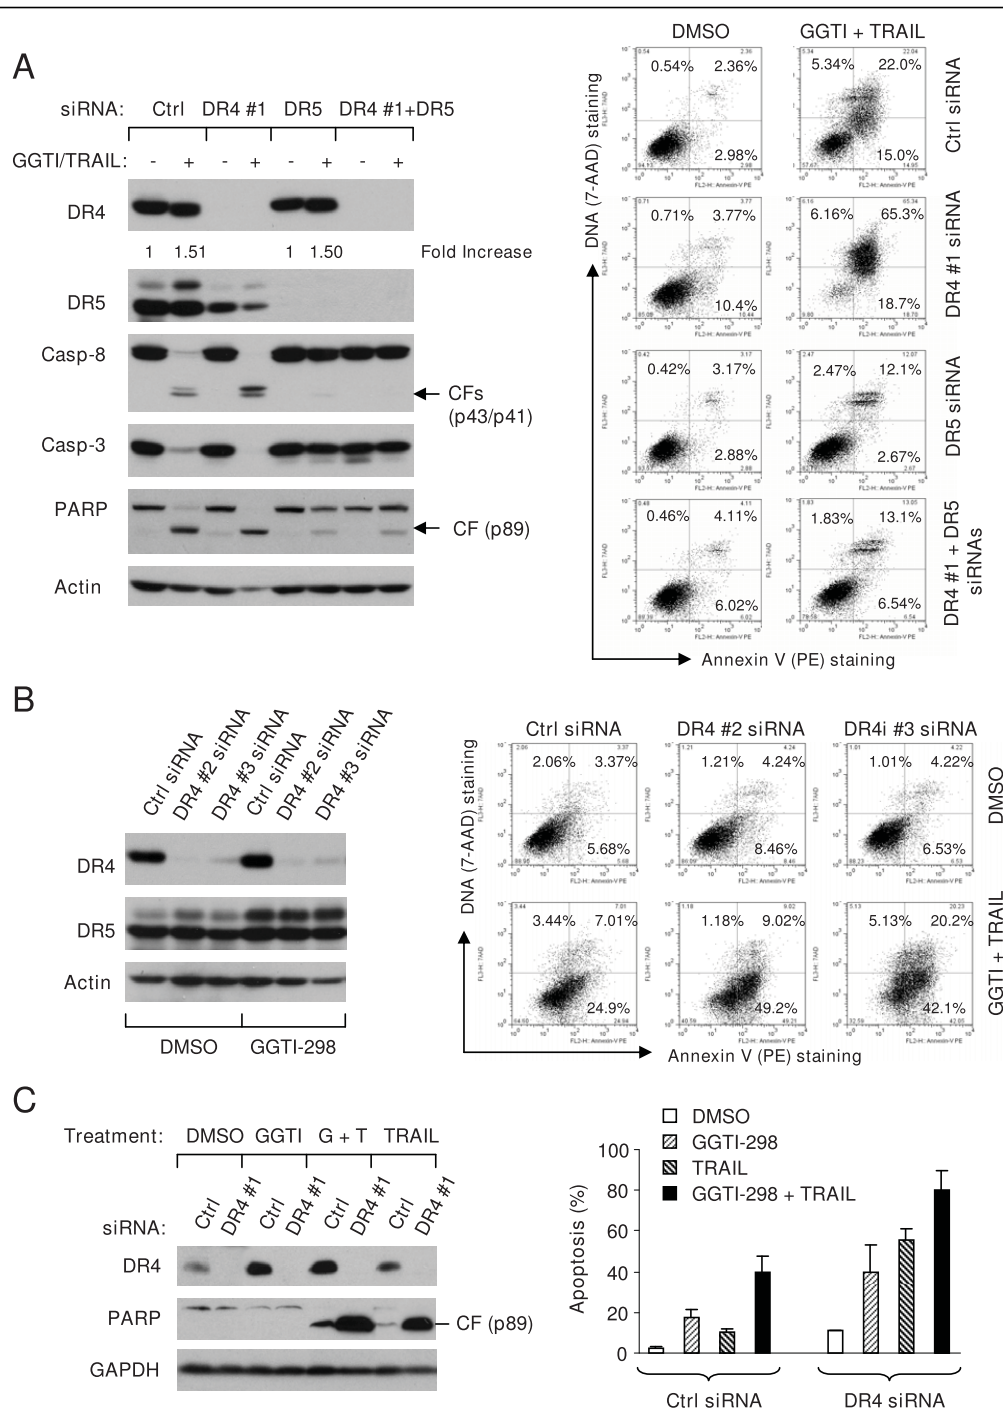 A
siRNA: Ctrl DR4 #1 DR5 DR4 #1+DR5
GGTI/TRAIL: - + - + - + - +
DR4
1 1.51 1 1.50 Fold Increase
DR5
Casp-8
CFs
(p43/p41)
Casp-3
PARP
CF (p89)
Actin
DMSO GGTI + TRAIL
DNA (7-AAD) staining
0.54% 2.36% 5.34% 22.0%
2.98% 15.0%
Ctrl siRNA
0.71% 3.77% 6.16% 65.3%
10.4% 18.7%
DR4 #1 siRNA
0.42% 3.17% 2.47% 12.1%
2.88% 2.67%
DR5 siRNA
0.46% 4.11% 1.83% 13.1%
6.02% 6.54%
DR4 #1 + DR5
siRNAs
FL2-H: Annexin-V PE
FL3-H: 7AAD
Annexin V (PE) staining
B
Ctrl siRNA DR4 #2 siRNA DR4 #3 siRNA Ctrl siRNA DR4 #2 siRNA DR4 #3 siRNA
DR4
DR5
Actin
DMSO GGTI-298
Ctrl siRNA DR4 #2 siRNA DR4i #3 siRNA
DNA (7-AAD) staining
2.06% 3.37% 1.21% 4.24% 1.01% 4.22%
5.68% 8.46% 6.53%
DMSO
3.44% 7.01% 1.18% 9.02% 5.13% 20.2%
24.9% 49.2% 42.1%
GGTI + TRAIL
Annexin V (PE) staining
C
Treatment: DMSO GGTI G + T TRAIL
siRNA: Ctrl DR4 #1 Ctrl DR4 #1 Ctrl DR4 #1 Ctrl DR4 #1
DR4
PARP
CF (p89)
GAPDH
DMSO
GGTI-298
TRAIL
GGTI-298 + TRAIL
Apoptosis (%)
100
80
60
40
20
0
Ctrl siRNA DR4 siRNA